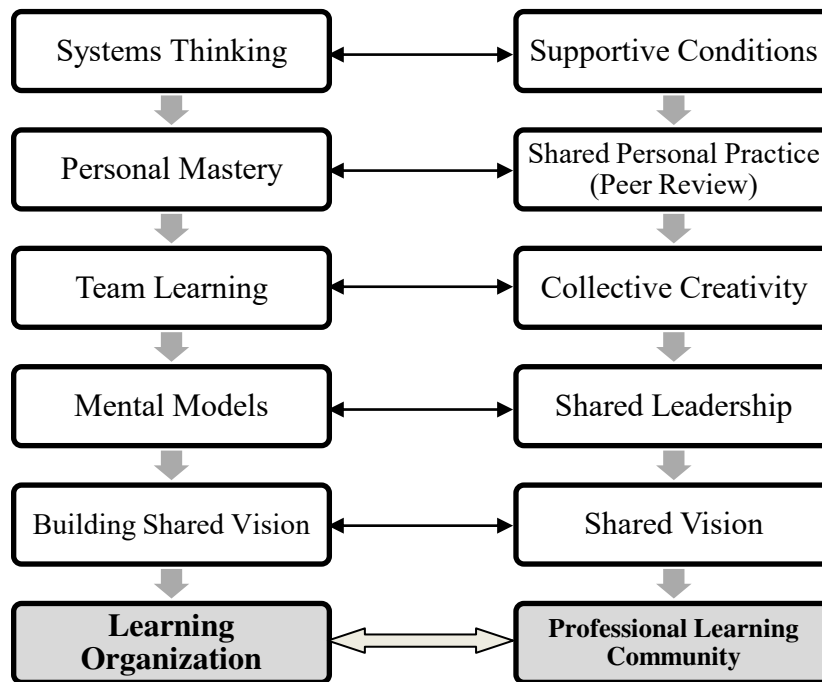 Systems Thinking
Supportive Conditions
Personal Mastery
Shared Personal Practice
(Peer Review)
Team Learning
Collective Creativity
Mental Models
Shared Leadership
Building Shared Vision
Shared Vision
Learning
Organization
Professional Learning
Community